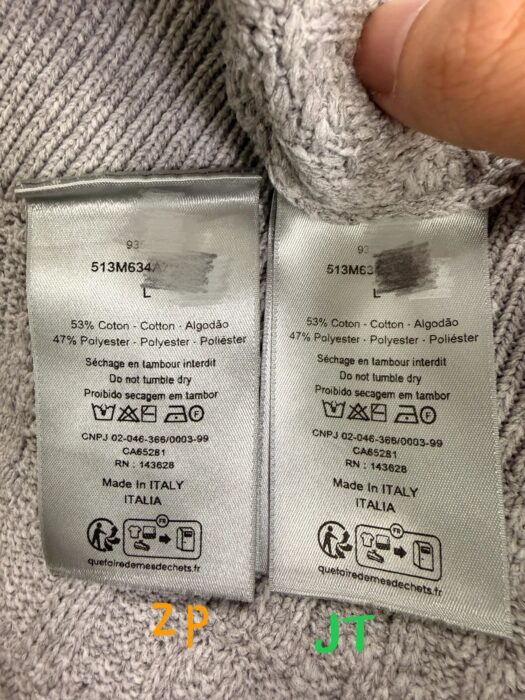 93
513M634A
L
53% Coton - Cotton - Algodão
47% Polyester - Polyester - Poliéster
Séchage en tambour interdit
Do not tumble dry
Proibido secagem em tambor
F
CNPJ 02-046-366/0003-99
CA65281
RN : 143628
Made In ITALY
ITALIA
FR
quefairedemesdechets.fr
2P
93
513M63
L
53% Coton - Cotton - Algodão
47% Polyester - Polyester - Poliéster
Séchage en tambour interdit
Do not tumble dry
Proibido secagem em tambor
F
CNPJ 02-046-366/0003-99
CA65281
RN : 143628
Made In ITALY
ITALIA
FR
quefairedemesdechets.fr
JT